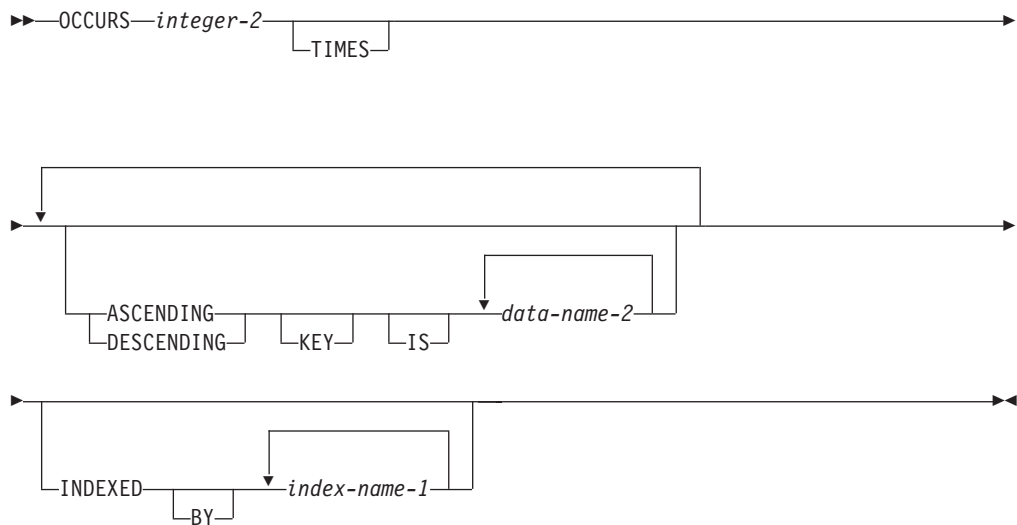 OCCURS integer-2
TIMES
ASCENDING data-name-2
DESCENDING KEY IS
INDEXED index-name-1
BY